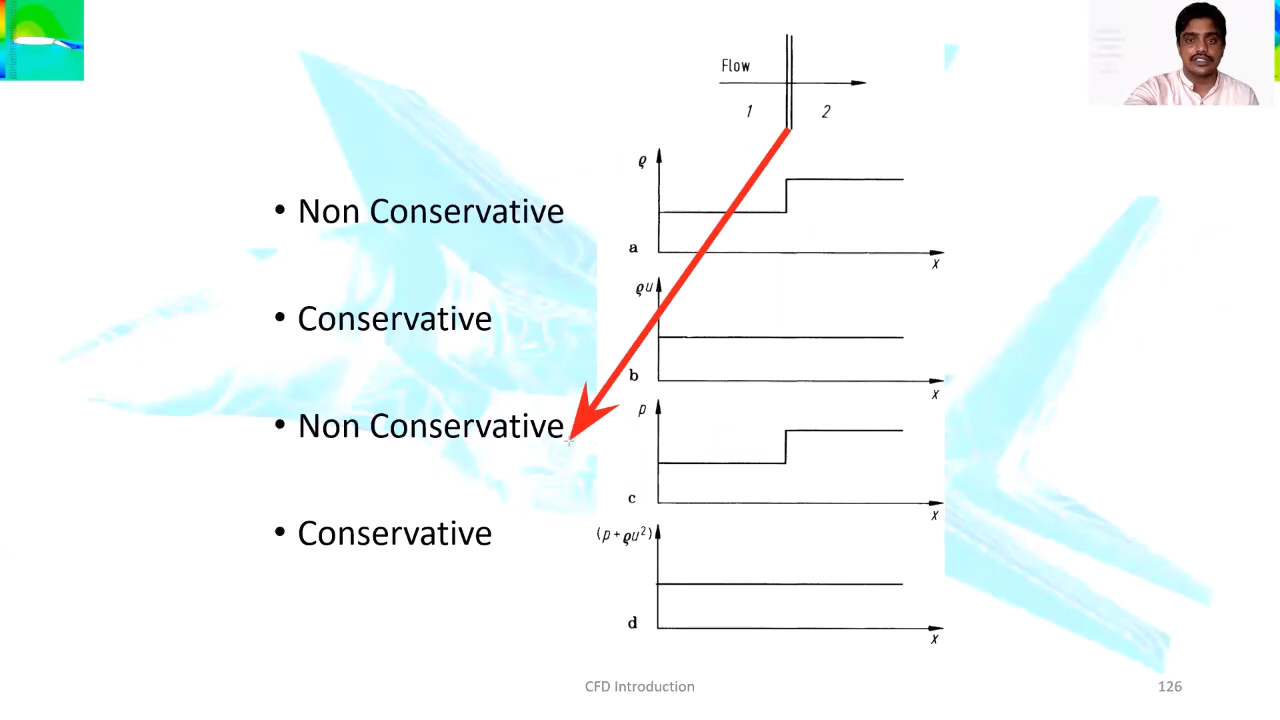 Flow
1
2
• Non Conservative
ϱ
a
x
• Conservative
ϱu
b
x
• Non Conservative
p
c
x
• Conservative
(p+ϱu²)
d
x
CFD Introduction
126